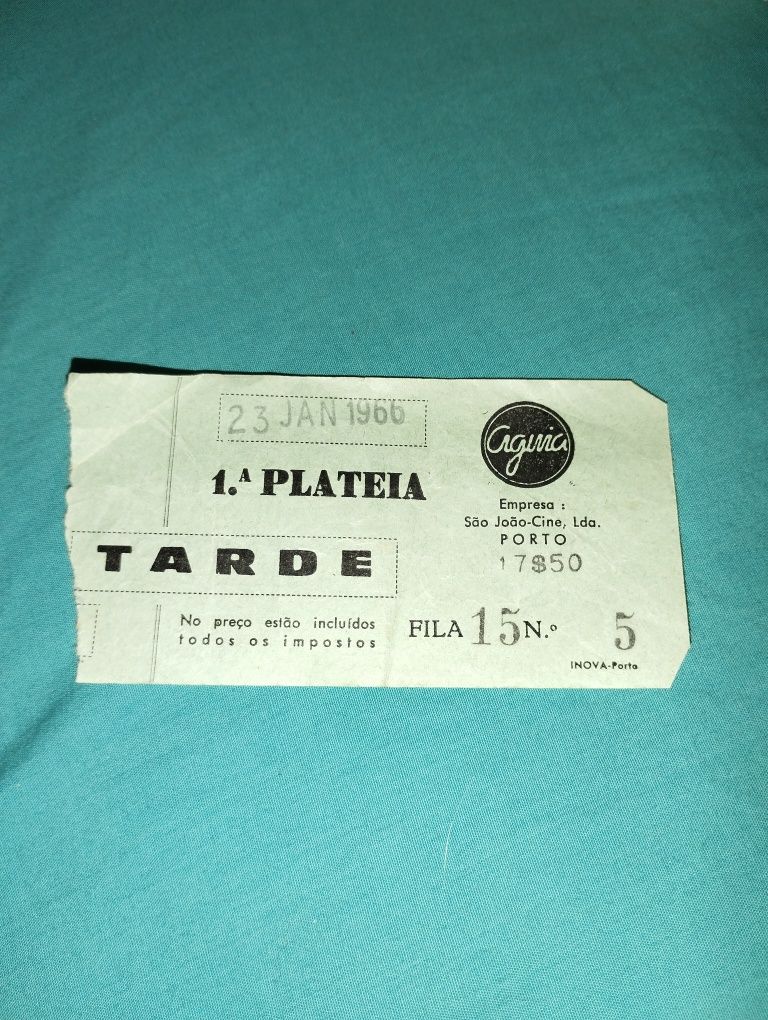 23 JAN 1966
1.ª PLATEIA
TARDE
No preço estão incluídos
todos os impostos
Aguia
Empresa :
São João-Cine, Lda.
PORTO
17$50
FILA 15 N.º 5
INOVA-Porto